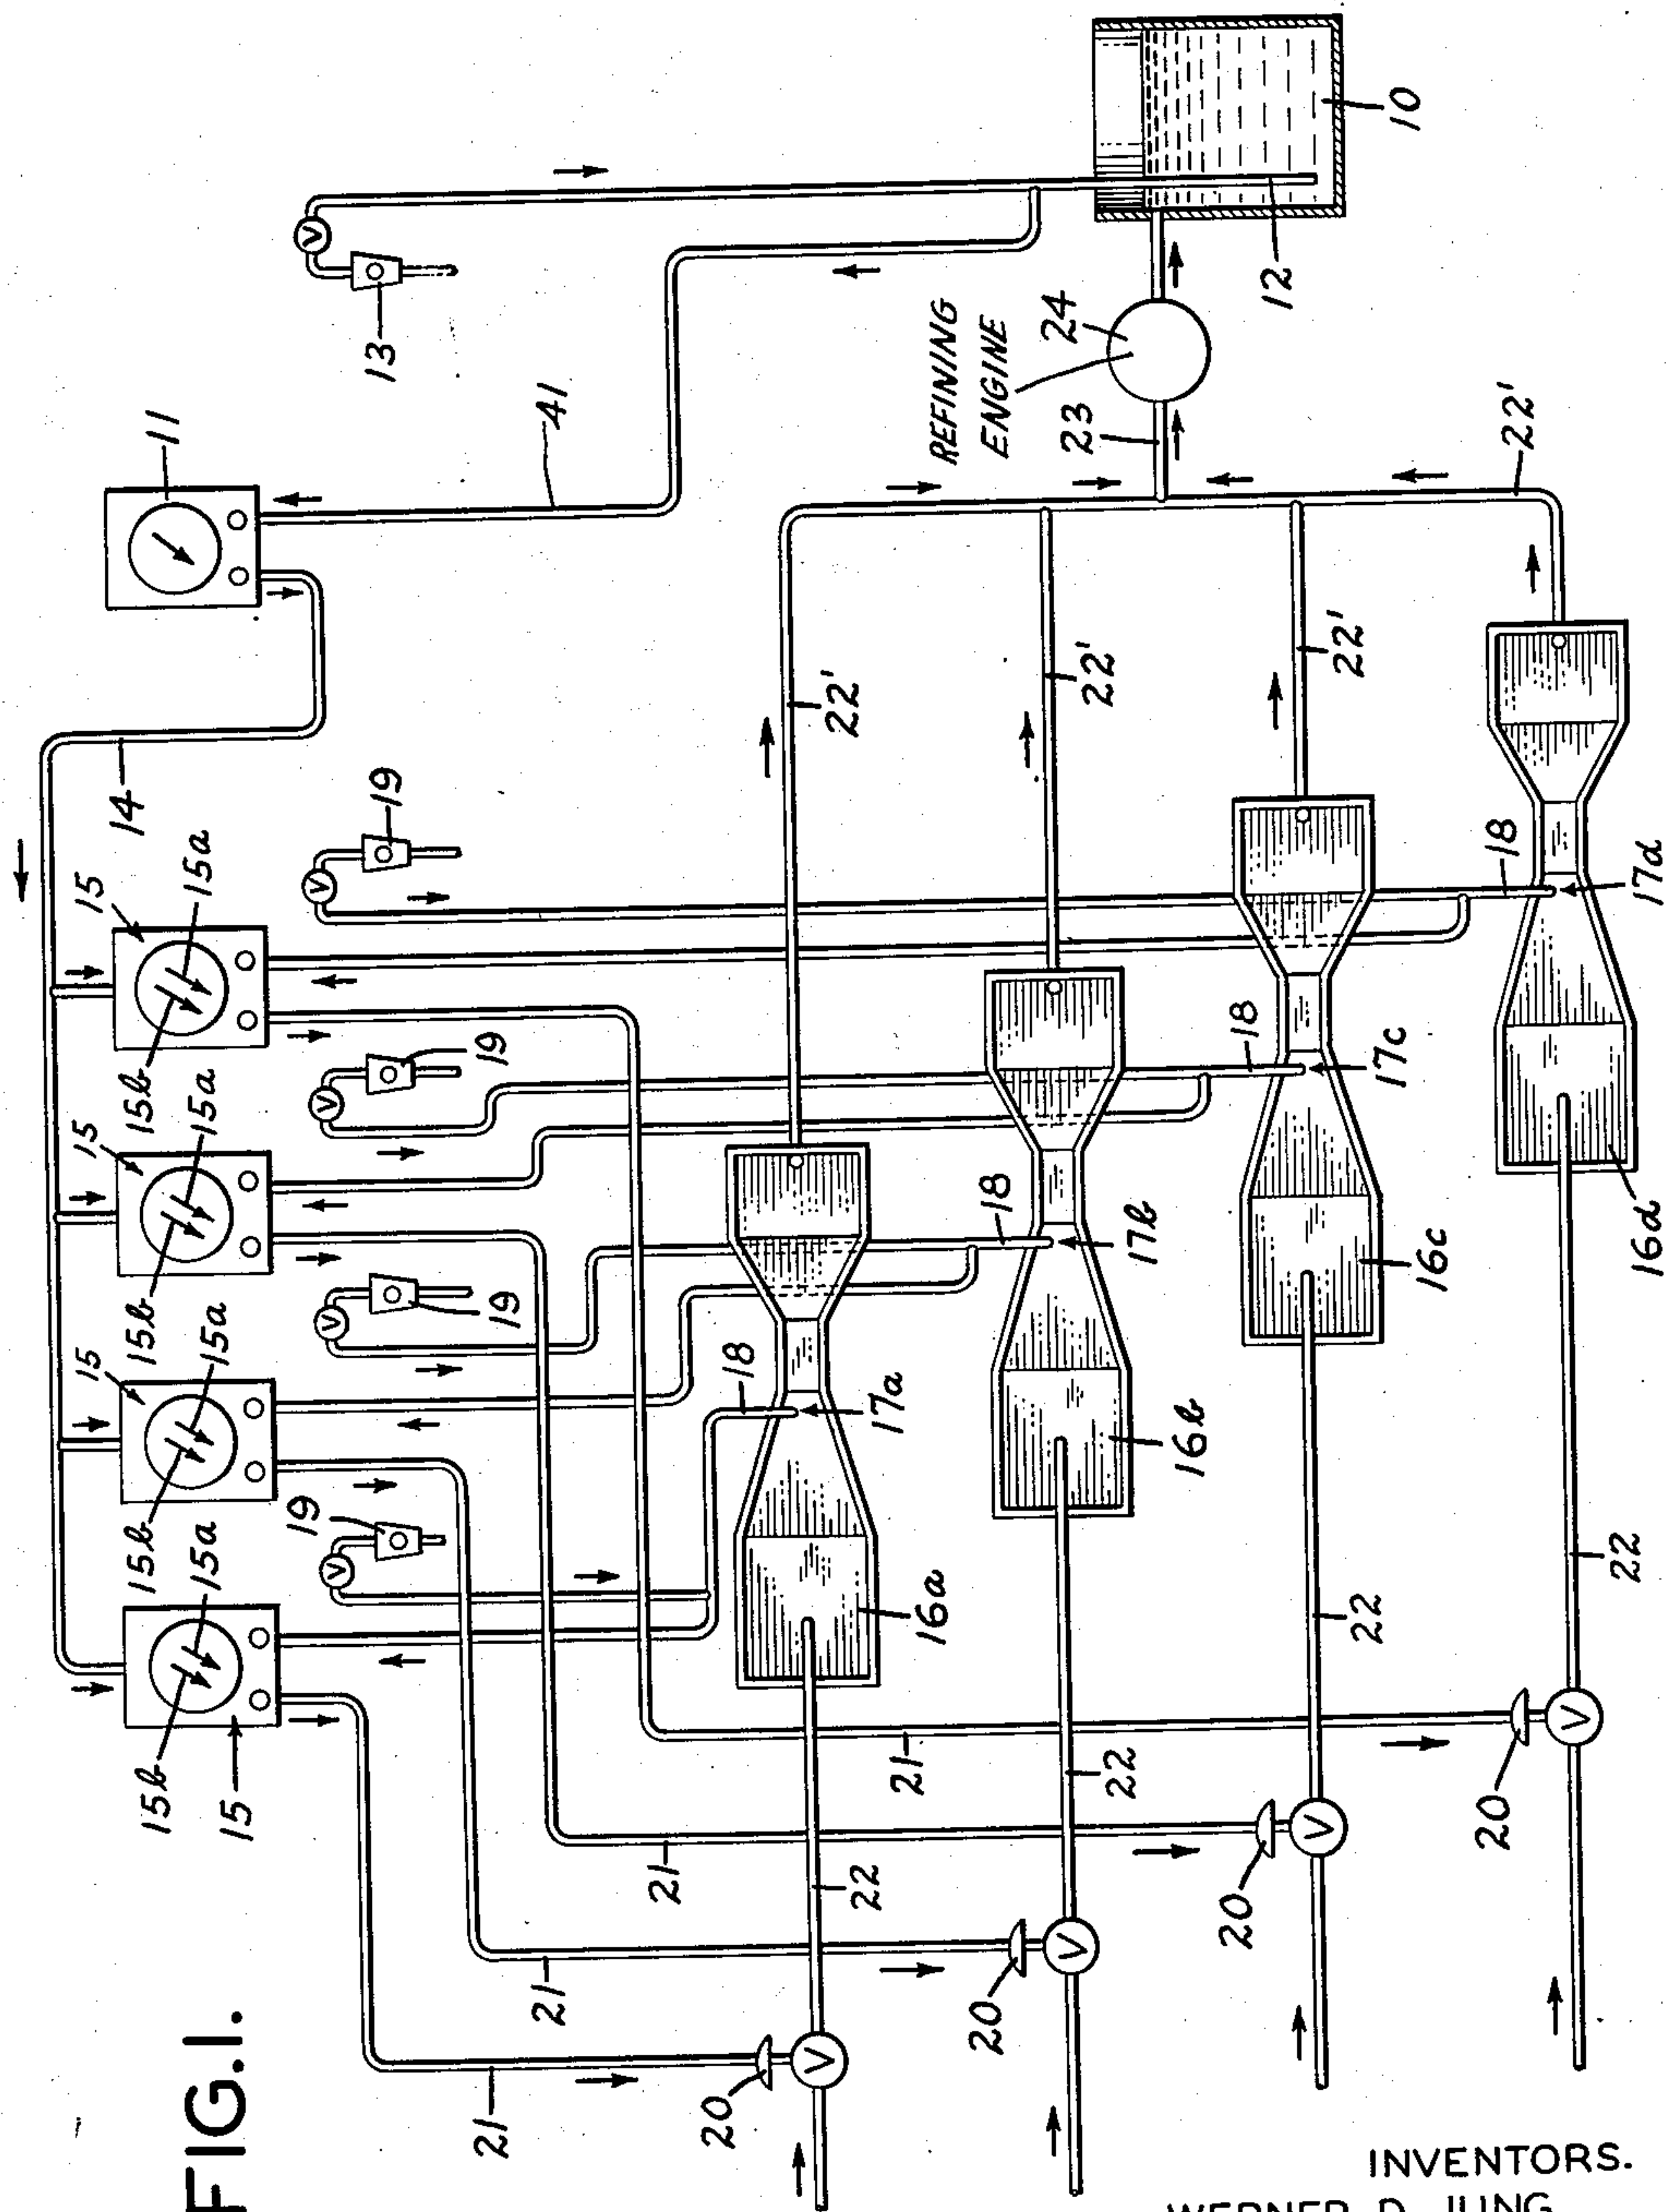 FIG.1.
13
11
10
12
41
REFINING
ENGINE
24
23
14
15
15a
15b
19
22'
22'
22'
22'
15
15a
15b
19
18
17d
15
15a
15b
19
18
17c
15
15a
15b
19
18
17b
18
17a
16a
16b
16c
16d
22
22
22
22
21
21
21
21
20
20
20
20
V
V
V
V
V
V
V
V
V
INVENTORS.
WERNER D. JUNG